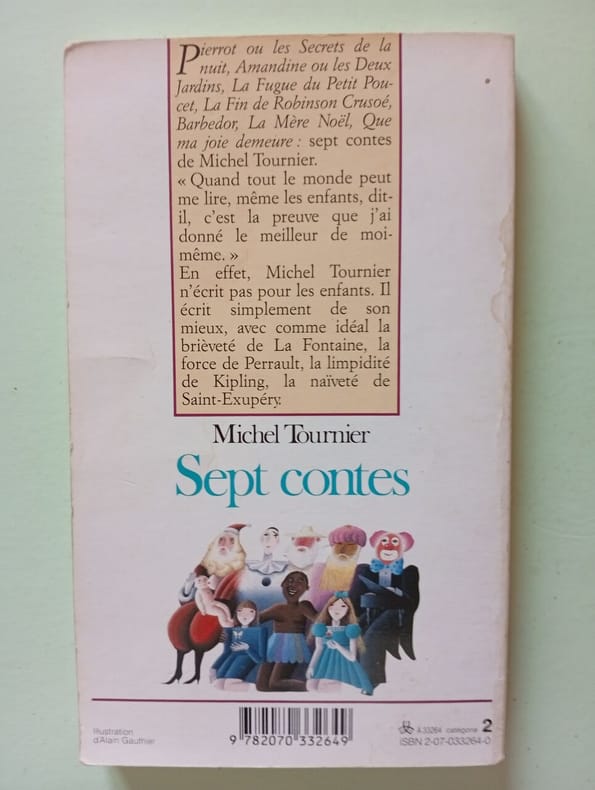 Pierrot ou les Secrets de la
nuit, Amandine ou les Deux
Jardins, La Fugue du Petit Pou-
cet, La Fin de Robinson Crusoé,
Barbedor, La Mère Noël, Que
ma joie demeure : sept contes
de Michel Tournier.
« Quand tout le monde peut
me lire, même les enfants, dit-
il, c'est la preuve que j'ai
donné le meilleur de moi-
même. »
En effet, Michel Tournier
n'écrit pas pour les enfants. Il
écrit simplement de son
mieux, avec comme idéal la
brièveté de La Fontaine, la
force de Perrault, la limpidité
de Kipling, la naïveté de
Saint-Exupéry.
Michel Tournier
Sept contes
Illustration
d'Alain Gauthier
9 782070 332649
A 33264 catégorie 2
ISBN 2-07-033264-0